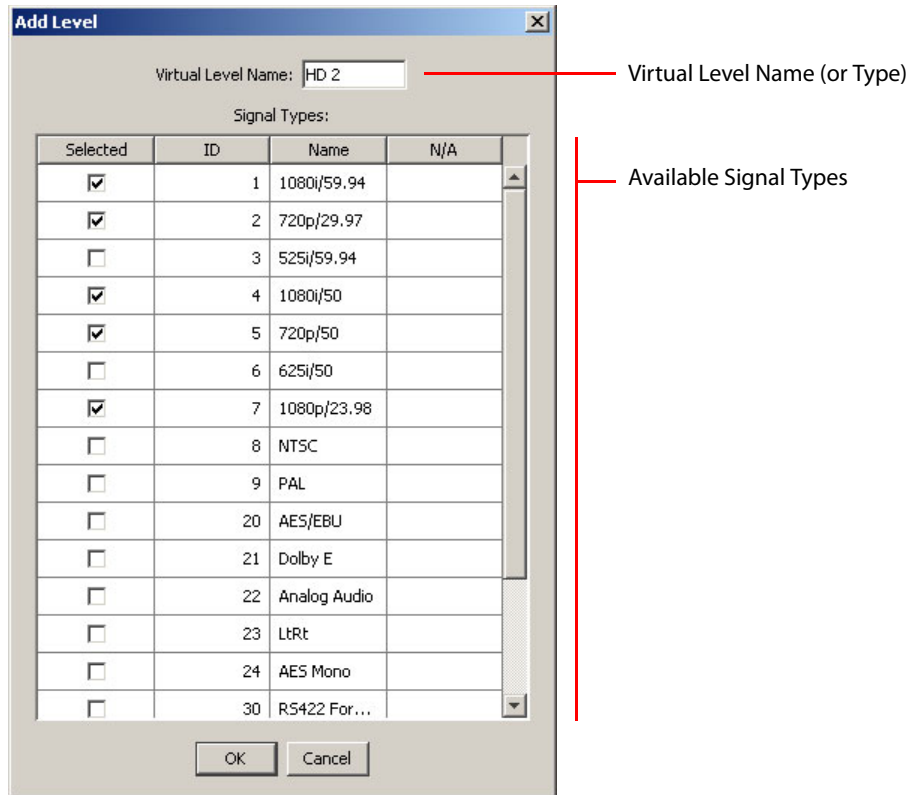 Add Level
Virtual Level Name: HD 2
Virtual Level Name (or Type)
Signal Types:
Available Signal Types
Selected ID Name N/A
1 1080i/59.94
2 720p/29.97
3 525i/59.94
4 1080i/50
5 720p/50
6 625i/50
7 1080p/23.98
8 NTSC
9 PAL
20 AES/EBU
21 Dolby E
22 Analog Audio
23 LtRt
24 AES Mono
30 RS422 For...
OK Cancel